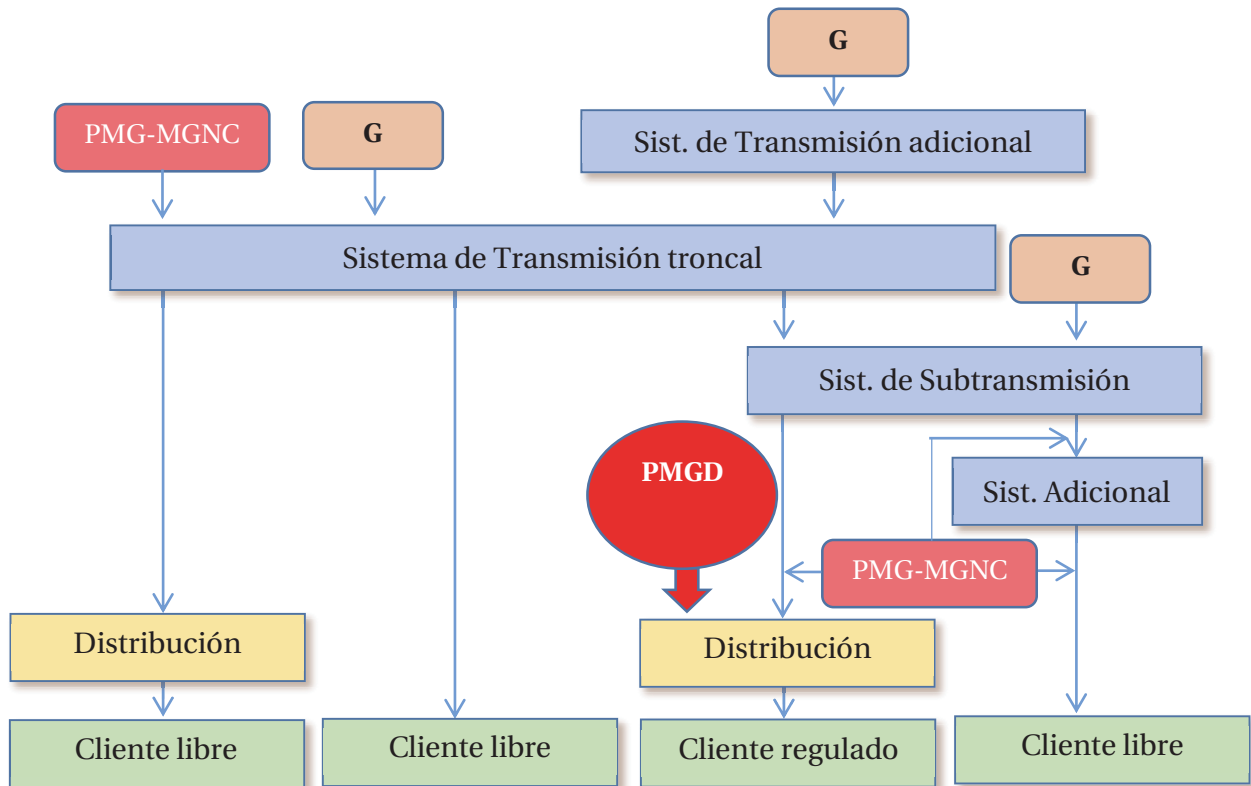 G
PMG-MGNC
G
Sist. de Transmisión adicional
Sistema de Transmisión troncal
G
Sist. de Subtransmisión
PMGD
Sist. Adicional
PMG-MGNC
Distribución
Distribución
Cliente libre
Cliente libre
Cliente regulado
Cliente libre